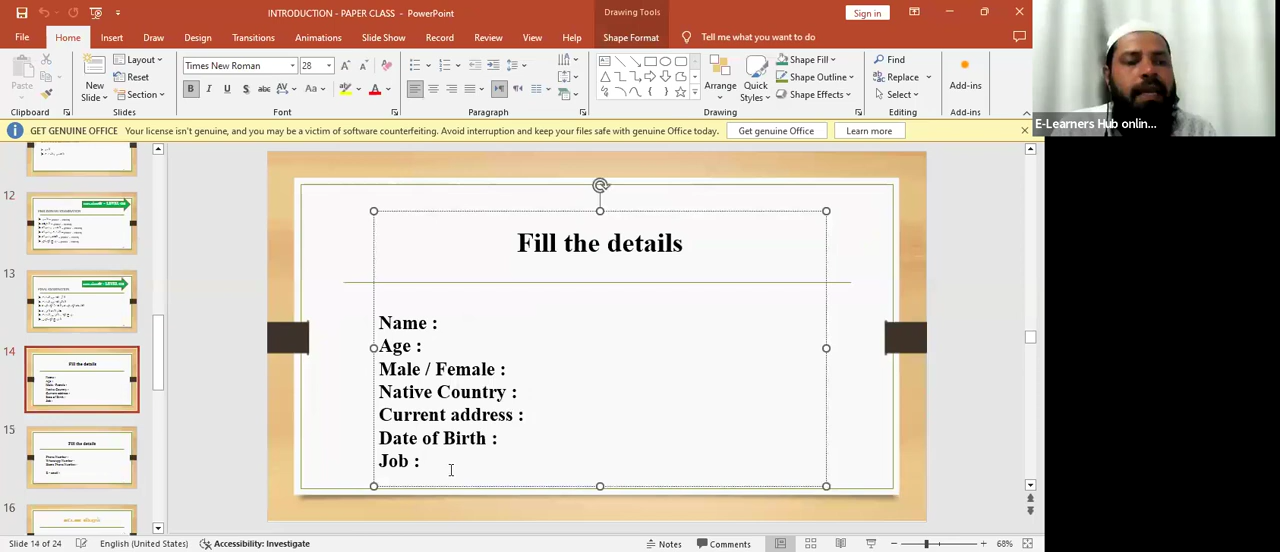 INTRODUCTION - PAPER CLASS - PowerPoint
Drawing Tools
Sign in
File Home Insert Draw Design Transitions Animations Slide Show Record Review View Help Shape Format Tell me what you want to do
Paste
New Slide
Layout
Reset
Section
Times New Roman 28
B I U S abc AV Aa A
Arrange
Quick Styles
Shape Fill
Shape Outline
Shape Effects
Find
Replace
Select
Add-ins
Clipboard Slides Font Paragraph Drawing Editing Add-ins
GET GENUINE OFFICE Your license isn't genuine, and you may be a victim of software counterfeiting. Avoid interruption and keep your files safe with genuine Office today. Get genuine Office Learn more
E-Learners Hub onlin...
12
13
14
Fill the details
15
Fill the details
16
Fill the details
Name :
Age :
Male / Female :
Native Country :
Current address :
Date of Birth :
Job :
Slide 14 of 24 English (United States) Accessibility: Investigate Notes Comments 68%